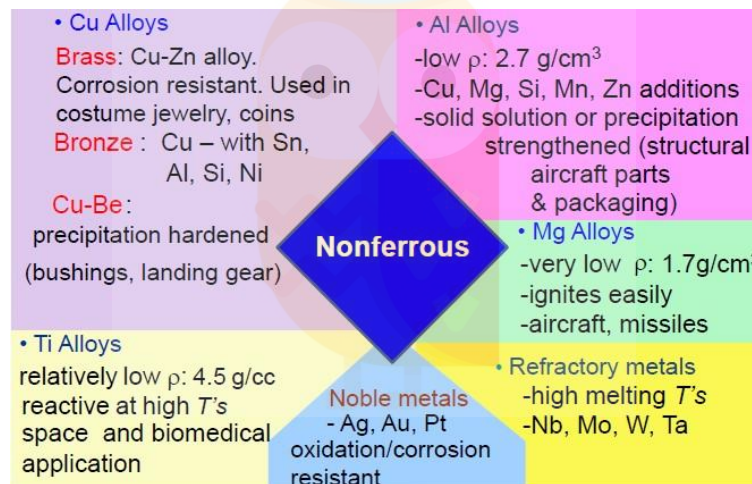 • Cu Alloys
Brass: Cu-Zn alloy.
Corrosion resistant. Used in
costume jewelry, coins
Bronze : Cu – with Sn,
Al, Si, Ni
Cu-Be:
precipitation hardened
(bushings, landing gear)
• Al Alloys
-low ρ: 2.7 g/cm³
-Cu, Mg, Si, Mn, Zn additions
-solid solution or precipitation
strengthened (structural
aircraft parts
& packaging)
Nonferrous
• Mg Alloys
-very low ρ: 1.7g/cm³
-ignites easily
-aircraft, missiles
• Ti Alloys
relatively low ρ: 4.5 g/cc
reactive at high T's
space and biomedical
application
Noble metals
- Ag, Au, Pt
oxidation/corrosion
resistant
• Refractory metals
-high melting T's
-Nb, Mo, W, Ta